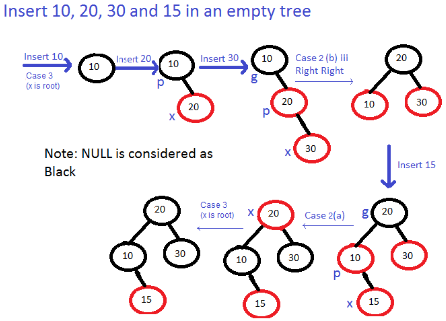 Insert 10, 20, 30 and 15 in an empty tree
Insert 10
Case 3
(x is root)
10
Insert 20
10
p
20
x
Insert 30
10
g
20
p
30
x
Case 2 (b) iii
Right Right
20
10
30
Note: NULL is considered as
Black
Insert 15
20
g
10
30
p
15
x
Case 2(a)
20
x
10
30
15
Case 3
(x is root)
20
10
30
15